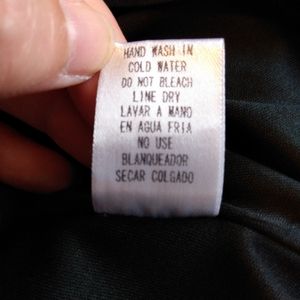 HAND WASH IN
COLD WATER
DO NOT BLEACH
LINE DRY
LAVAR A MANO
EN AGUA FRIA
NO USE
BLANQUEADOR
SECAR COLGADO